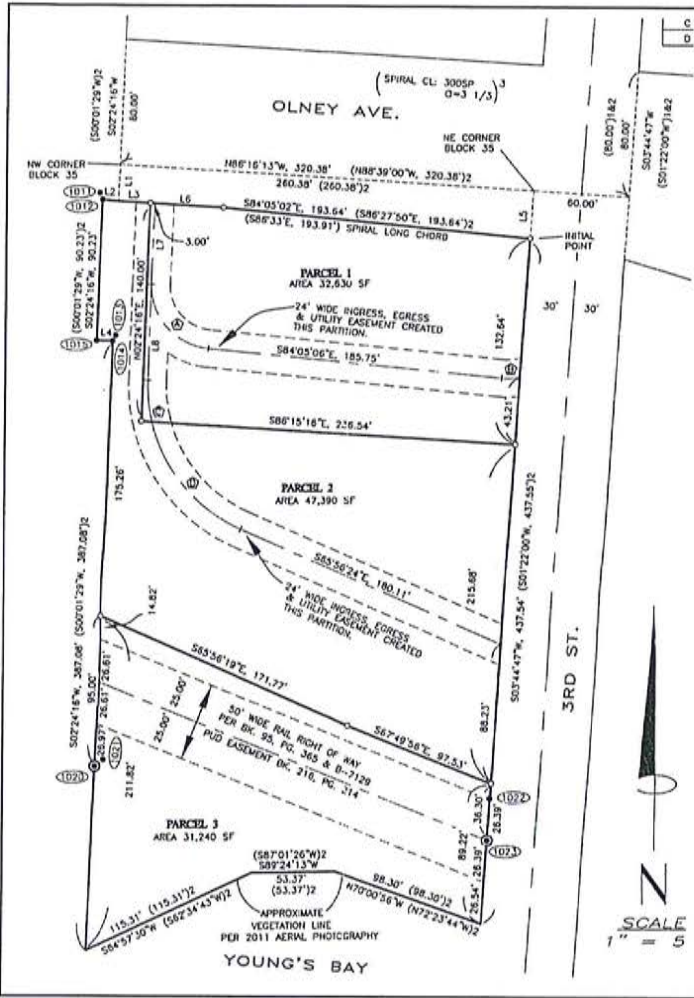 C
D
(SPIRAL CL: 300SP
D=3 1/3)3
OLNEY AVE.
(S00°01'29"W)2
S02°24'16"W
80.00'
(80.00')1&2
80.00'
S03°44'47"W
(S01°22'00"W)1&2
NE CORNER
BLOCK 35
NW CORNER
BLOCK 35
N86°16'13"W, 320.38' (N88°39'00"W, 320.38')2
260.38' (260.38')2
60.00'
L1
1011
L2
L3
L6
1012
S84°05'02"E, 193.64' (S86°27'50"E, 193.64')2
(S86°33'E, 193.91') SPIRAL LONG CHORD
L5
INITIAL
POINT
3.00'
L7
(S00°01'29"W, 90.23')2
S02°24'16"W, 90.23'
N02°24'16"E, 140.00'
PARCEL 1
AREA 32,630 SF
24' WIDE INGRESS, EGRESS
& UTILITY EASEMENT CREATED
THIS PARTITION.
132.64'
30'
30'
1013
L4
1015
1014
A
L8
S84°05'06"E, 185.75'
B
43.21'
C
175.26'
D
PARCEL 2
AREA 47,390 SF
S65°56'24"E, 180.11'
215.68'
24' WIDE INGRESS, EGRESS
& UTILITY EASEMENT CREATED
THIS PARTITION.
S03°44'47"W, 437.54' (S01°22'00"W, 437.55')2
3RD ST.
14.82'
S02°24'16"W, 387.08' (S00°01'29"W, 387.08')2
95.00'
26.61'
26.61'
S65°56'19"E, 171.77'
S67°49'56"E, 97.53'
88.23'
25.00'
25.00'
50' WIDE RAIL RIGHT OF WAY
PER BK. 95, PG. 365 & B-7129
PUD EASEMENT BK. 216, PG. 214
26.97'
1021
1020
211.82'
1022
36.30'
26.39'
1023
89.22'
26.39'
26.54'
PARCEL 3
AREA 31,240 SF
(S87°01'26"W)2
S89°24'13"W
53.37'
(53.37')2
98.30' (98.30')2
N70°00'56"W (N72°23'44"W)2
115.31' (115.31')2
S64°57'30"W (S62°34'43"W)2
APPROXIMATE
VEGETATION LINE
PER 2011 AERIAL PHOTOGRAPHY
YOUNG'S BAY
N
SCALE
1" = 5